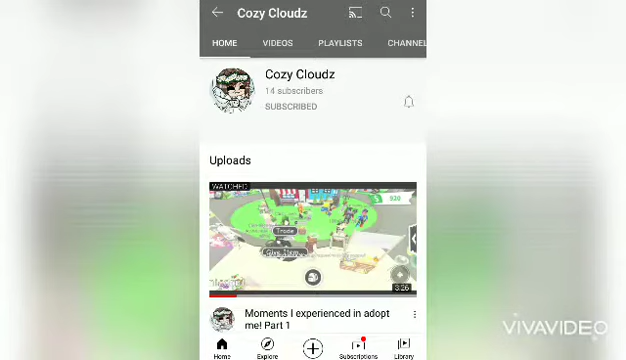 Cozy Cloudz
HOME VIDEOS PLAYLISTS CHANNEL
Cozy Cloudz
14 subscribers
SUBSCRIBED
Uploads
WATCHED
920
Trade
3:26
Moments I experienced in adopt
me! Part 1
Home Explore Subscriptions Library
VIVAVIDEO